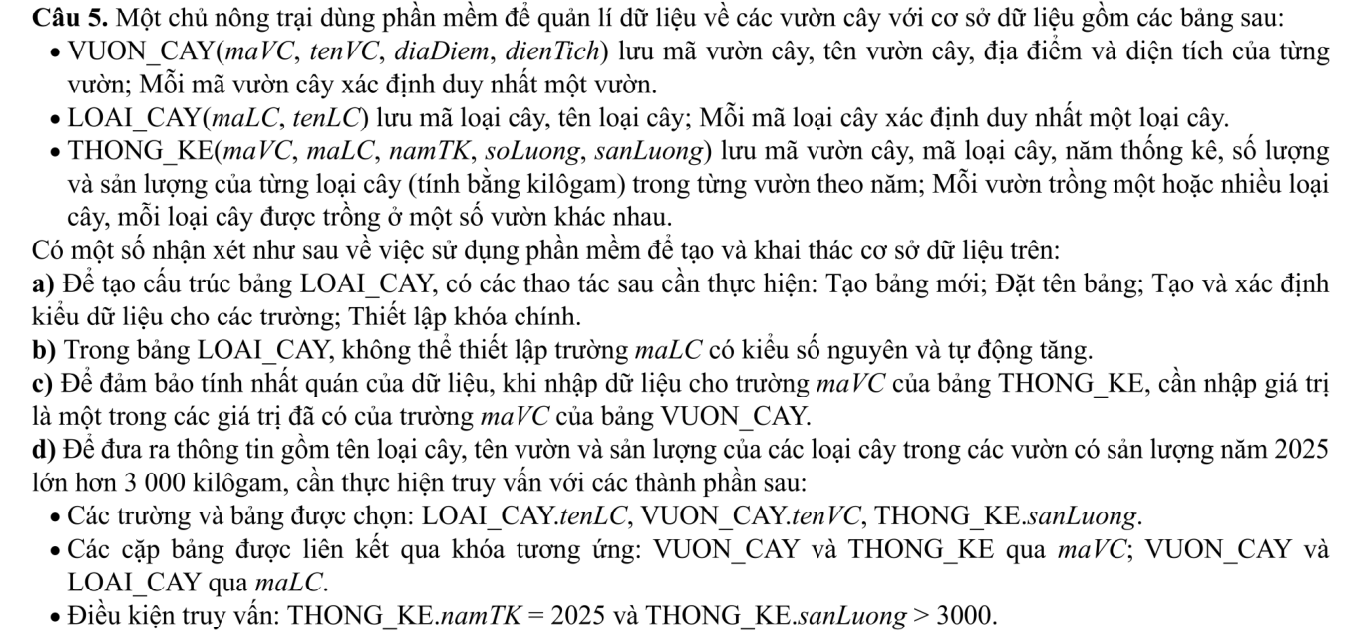 Câu 5. Một chủ nông trại dùng phần mềm để quản lí dữ liệu về các vườn cây với cơ sở dữ liệu gồm các bảng sau:
• VUON_CAY(maVC, tenVC, diaDiem, dienTich) lưu mã vườn cây, tên vườn cây, địa điểm và diện tích của từng
vườn; Mỗi mã vườn cây xác định duy nhất một vườn.
• LOAI_CAY(maLC, tenLC) lưu mã loại cây, tên loại cây; Mỗi mã loại cây xác định duy nhất một loại cây.
• THONG_KE(maVC, maLC, namTK, soLuong, sanLuong) lưu mã vườn cây, mã loại cây, năm thống kê, số lượng
và sản lượng của từng loại cây (tính bằng kilôgam) trong từng vườn theo năm; Mỗi vườn trồng một hoặc nhiều loại
cây, mỗi loại cây được trồng ở một số vườn khác nhau.
Có một số nhận xét như sau về việc sử dụng phần mềm để tạo và khai thác cơ sở dữ liệu trên:
a) Để tạo cấu trúc bảng LOAI_CAY, có các thao tác sau cần thực hiện: Tạo bảng mới; Đặt tên bảng; Tạo và xác định
kiểu dữ liệu cho các trường; Thiết lập khóa chính.
b) Trong bảng LOAI_CAY, không thể thiết lập trường maLC có kiểu số nguyên và tự động tăng.
c) Để đảm bảo tính nhất quán của dữ liệu, khi nhập dữ liệu cho trường maVC của bảng THONG_KE, cần nhập giá trị
là một trong các giá trị đã có của trường maVC của bảng VUON_CAY.
d) Để đưa ra thông tin gồm tên loại cây, tên vườn và sản lượng của các loại cây trong các vườn có sản lượng năm 2025
lớn hơn 3 000 kilôgam, cần thực hiện truy vấn với các thành phần sau:
• Các trường và bảng được chọn: LOAI_CAY.tenLC, VUON_CAY.tenVC, THONG_KE.sanLuong.
• Các cặp bảng được liên kết qua khóa tương ứng: VUON_CAY và THONG_KE qua maVC; VUON_CAY và
LOAI_CAY qua maLC.
• Điều kiện truy vấn: THONG_KE.namTK = 2025 và THONG_KE.sanLuong > 3000.